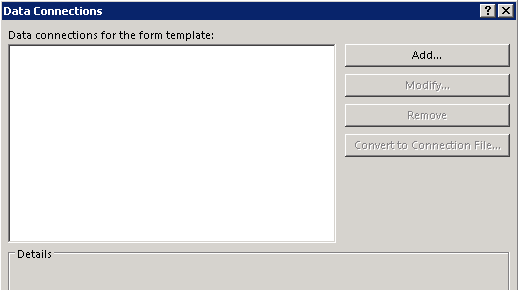 Data Connections
Data connections for the form template:
Add...
Modify...
Remove
Convert to Connection File...
Details